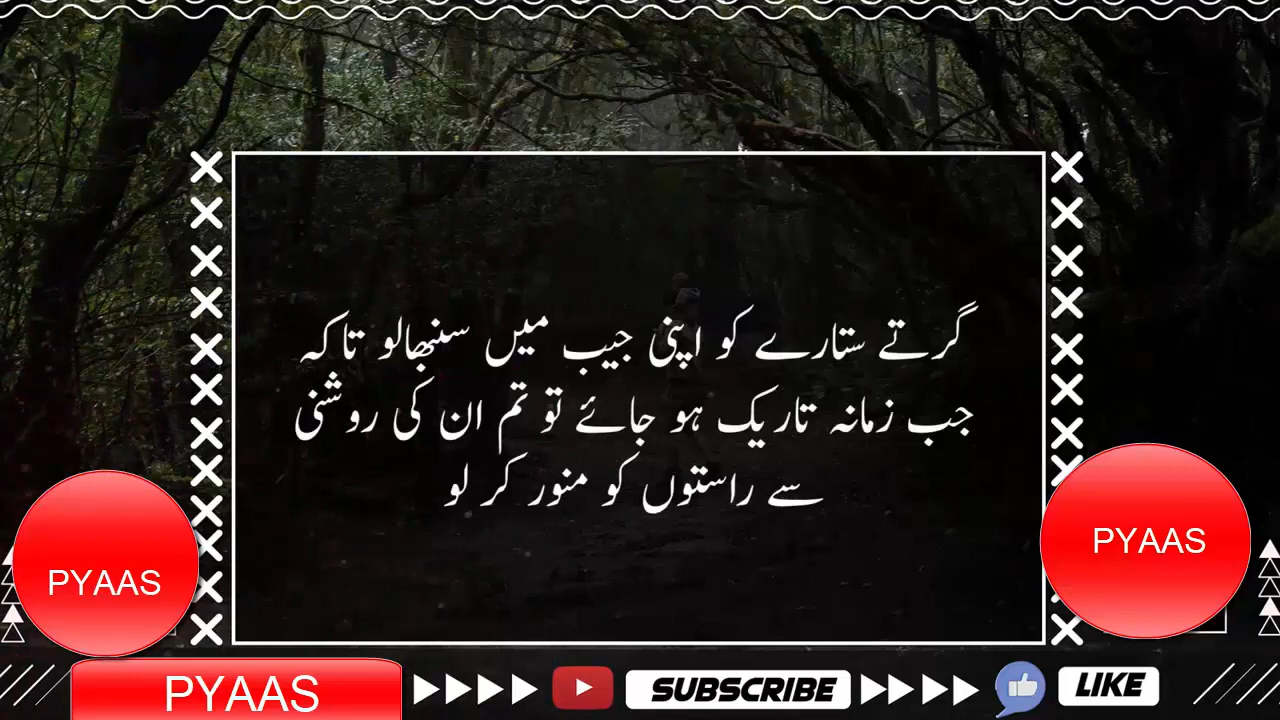 گرتے ستارے کو اپنی جیب میں سنبھالو تاکہ
جب زمانہ تاریک ہو جائے تو تم ان کی روشنی
سے راستوں کو منور کر لو
PYAAS
PYAAS
PYAAS
SUBSCRIBE
LIKE